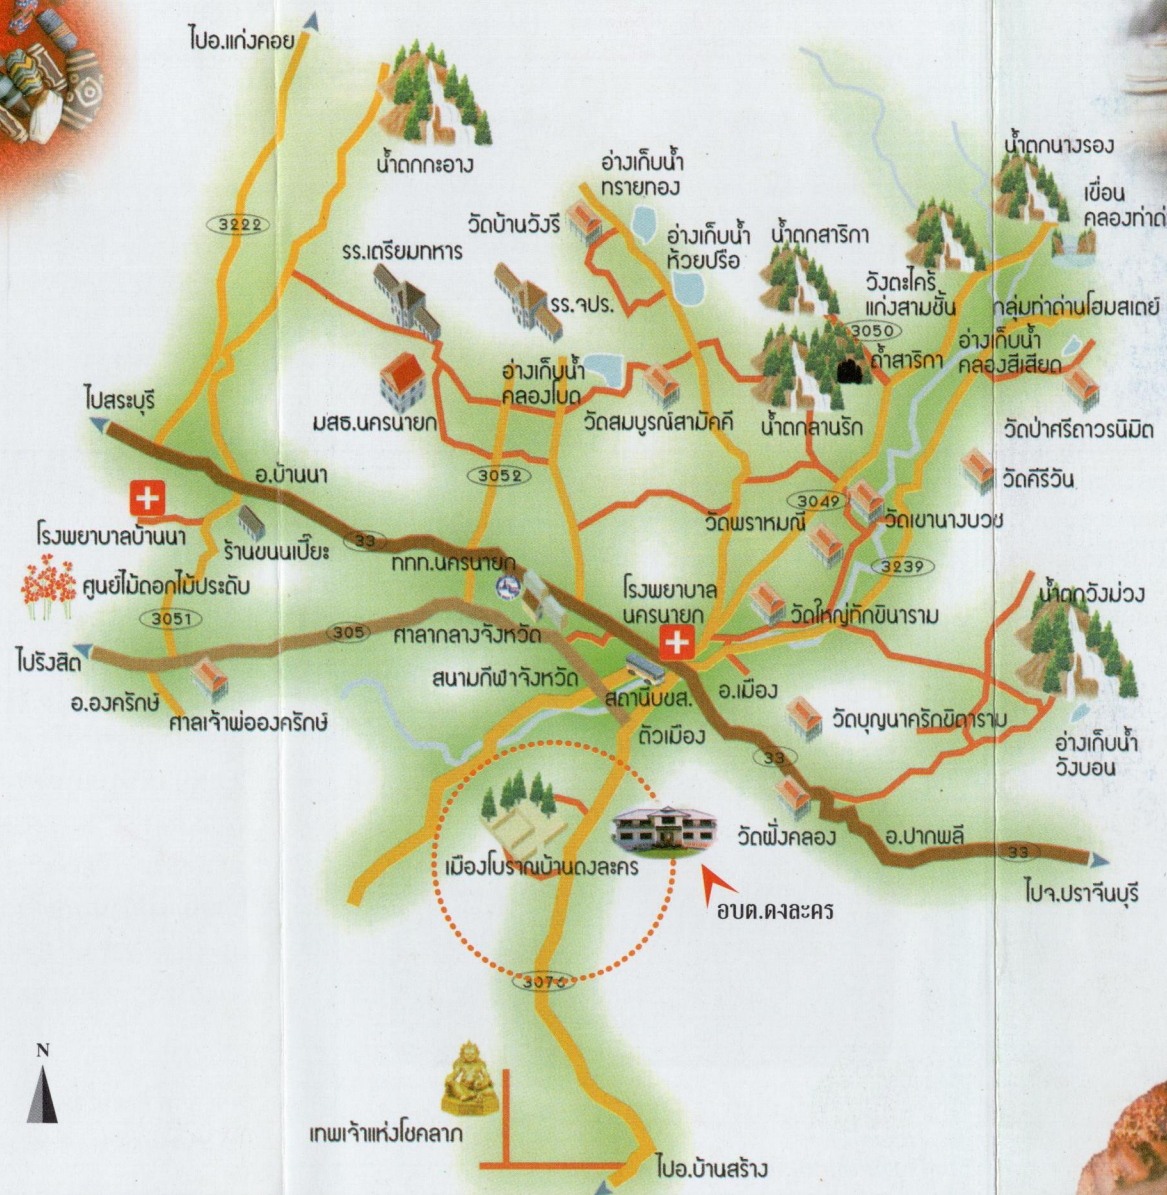 ไปอ.แก่งคอย
น้ำตกกะอาง
อ่างเก็บน้ำ
ทรายทอง
น้ำตกนางรอง
เขื่อน
คลองท่าด่
3222
วัดบ้านวังรี
อ่างเก็บน้ำ
ห้วยปรือ
น้ำตกสาริกา
รร.เตรียมทหาร
รร.จปร.
วังตะไคร้
แก่งสามชั้น
กลุ่มท่าด่านโฮมสเตย์
3050
ถ้ำสาริกา
อ่างเก็บน้ำ
คลองสีเสียด
อ่างเก็บน้ำ
คลองโบด
ไปสระบุรี
มสธ.นครนายก
วัดสมบูรณ์สามัคคี
น้ำตกลานรัก
วัดป่าศรีถาวรนิมิต
อ.บ้านนา
3052
3049
วัดคีรีวัน
โรงพยาบาลบ้านนา
ร้านขนมเปี๊ยะ
33
วัดพราหมณี
วัดเขานางบวช
ททท.นครนายก
3239
ศูนย์ไม้ดอกไม้ประดับ
โรงพยาบาล
นครนายก
น้ำตกวังม่วง
3051
305
ศาลากลางจังหวัด
วัดใหญ่ทักขินาราม
ไปรังสิต
สนามกีฬาจังหวัด
สถานีบขส.
อ.เมือง
อ.องครักษ์
ศาลเจ้าพ่อองครักษ์
วัดบุญนาครักขิตาราม
ตัวเมือง
อ่างเก็บน้ำ
วังบอน
33
วัดฝั่งคลอง
อ.ปากพลี
33
เมืองโบราณบ้านดงละคร
ไปจ.ปราจีนบุรี
อบต.ดงละคร
3076
N
เทพเจ้าแห่งโชคลาภ
ไปอ.บ้านสร้าง